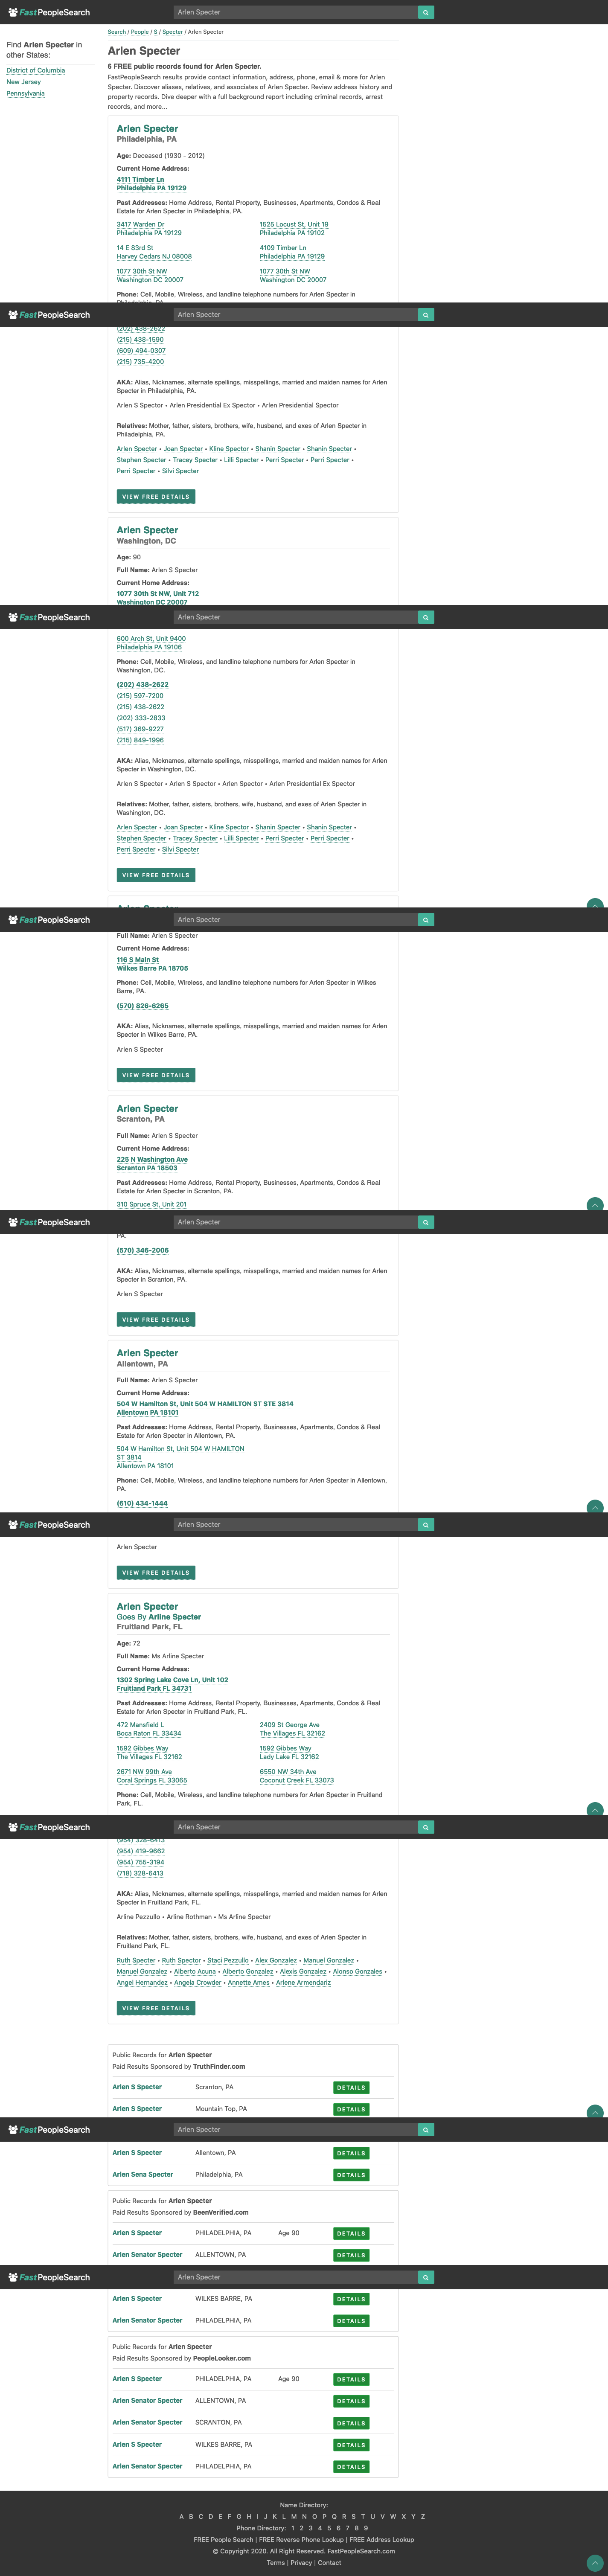 FastPeopleSearch
Arlen Specter
Search / People / S / Specter / Arlen Specter
Find Arlen Specter in
other States:
District of Columbia
New Jersey
Pennsylvania
Arlen Specter
6 FREE public records found for Arlen Specter.
FastPeopleSearch results provide contact information, address, phone, email & more for Arlen
Specter. Discover aliases, relatives, and associates of Arlen Specter. Review address history and
property records. Dive deeper with a full background report including criminal records, arrest
records, and more...
Arlen Specter
Philadelphia, PA
Age: Deceased (1930 - 2012)
Current Home Address:
4111 Timber Ln
Philadelphia PA 19129
Past Addresses: Home Address, Rental Property, Businesses, Apartments, Condos & Real
Estate for Arlen Specter in Philadelphia, PA.
3417 Warden Dr
Philadelphia PA 19129
1525 Locust St, Unit 19
Philadelphia PA 19102
14 E 83rd St
Harvey Cedars NJ 08008
4109 Timber Ln
Philadelphia PA 19129
1077 30th St NW
Washington DC 20007
1077 30th St NW
Washington DC 20007
Phone: Cell, Mobile, Wireless, and landline telephone numbers for Arlen Specter in
Philadelphia, PA.
FastPeopleSearch
Arlen Specter
(202) 438-2622
(215) 438-1590
(609) 494-0307
(215) 735-4200
AKA: Alias, Nicknames, alternate spellings, misspellings, married and maiden names for Arlen
Specter in Philadelphia, PA.
Arlen S Spector • Arlen Presidential Ex Spector • Arlen Presidential Spector
Relatives: Mother, father, sisters, brothers, wife, husband, and exes of Arlen Specter in
Philadelphia, PA.
Arlen Specter • Joan Specter • Kline Spector • Shanin Specter • Shanin Specter •
Stephen Specter • Tracey Specter • Lilli Specter • Perri Specter • Perri Specter •
Perri Specter • Silvi Specter
VIEW FREE DETAILS
Arlen Specter
Washington, DC
Age: 90
Full Name: Arlen S Specter
Current Home Address:
1077 30th St NW, Unit 712
Washington DC 20007
FastPeopleSearch
Arlen Specter
600 Arch St, Unit 9400
Philadelphia PA 19106
Phone: Cell, Mobile, Wireless, and landline telephone numbers for Arlen Specter in
Washington, DC.
(202) 438-2622
(215) 597-7200
(215) 438-2622
(202) 333-2833
(517) 369-9227
(215) 849-1996
AKA: Alias, Nicknames, alternate spellings, misspellings, married and maiden names for Arlen
Specter in Washington, DC.
Arlen S Specter • Arlen S Spector • Arlen Spector • Arlen Presidential Ex Spector
Relatives: Mother, father, sisters, brothers, wife, husband, and exes of Arlen Specter in
Washington, DC.
Arlen Specter • Joan Specter • Kline Spector • Shanin Specter • Shanin Specter •
Stephen Specter • Tracey Specter • Lilli Specter • Perri Specter • Perri Specter •
Perri Specter • Silvi Specter
VIEW FREE DETAILS
FastPeopleSearch
Arlen Specter
Full Name: Arlen S Specter
Current Home Address:
116 S Main St
Wilkes Barre PA 18705
Phone: Cell, Mobile, Wireless, and landline telephone numbers for Arlen Specter in Wilkes
Barre, PA.
(570) 826-6265
AKA: Alias, Nicknames, alternate spellings, misspellings, married and maiden names for Arlen
Specter in Wilkes Barre, PA.
Arlen S Specter
VIEW FREE DETAILS
Arlen Specter
Scranton, PA
Full Name: Arlen S Specter
Current Home Address:
225 N Washington Ave
Scranton PA 18503
Past Addresses: Home Address, Rental Property, Businesses, Apartments, Condos & Real
Estate for Arlen Specter in Scranton, PA.
310 Spruce St, Unit 201
FastPeopleSearch
Arlen Specter
PA.
(570) 346-2006
AKA: Alias, Nicknames, alternate spellings, misspellings, married and maiden names for Arlen
Specter in Scranton, PA.
Arlen S Specter
VIEW FREE DETAILS
Arlen Specter
Allentown, PA
Full Name: Arlen S Specter
Current Home Address:
504 W Hamilton St, Unit 504 W HAMILTON ST STE 3814
Allentown PA 18101
Past Addresses: Home Address, Rental Property, Businesses, Apartments, Condos & Real
Estate for Arlen Specter in Allentown, PA.
504 W Hamilton St, Unit 504 W HAMILTON
ST 3814
Allentown PA 18101
Phone: Cell, Mobile, Wireless, and landline telephone numbers for Arlen Specter in Allentown,
PA.
(610) 434-1444
FastPeopleSearch
Arlen Specter
Arlen Specter
VIEW FREE DETAILS
Arlen Specter
Goes By Arline Specter
Fruitland Park, FL
Age: 72
Full Name: Ms Arline Specter
Current Home Address:
1302 Spring Lake Cove Ln, Unit 102
Fruitland Park FL 34731
Past Addresses: Home Address, Rental Property, Businesses, Apartments, Condos & Real
Estate for Arlen Specter in Fruitland Park, FL.
472 Mansfield L
Boca Raton FL 33434
2409 St George Ave
The Villages FL 32162
1592 Gibbes Way
The Villages FL 32162
1592 Gibbes Way
Lady Lake FL 32162
2671 NW 99th Ave
Coral Springs FL 33065
6550 NW 34th Ave
Coconut Creek FL 33073
Phone: Cell, Mobile, Wireless, and landline telephone numbers for Arlen Specter in Fruitland
Park, FL.
FastPeopleSearch
Arlen Specter
(954) 328-6413
(954) 419-9662
(954) 755-3194
(718) 328-6413
AKA: Alias, Nicknames, alternate spellings, misspellings, married and maiden names for Arlen
Specter in Fruitland Park, FL.
Arline Pezzullo • Arline Rothman • Ms Arline Specter
Relatives: Mother, father, sisters, brothers, wife, husband, and exes of Arlen Specter in
Fruitland Park, FL.
Ruth Specter • Ruth Spector • Staci Pezzullo • Alex Gonzalez • Manuel Gonzalez •
Manuel Gonzalez • Alberto Acuna • Alberto Gonzalez • Alexis Gonzalez • Alonso Gonzales •
Angel Hernandez • Angela Crowder • Annette Ames • Arlene Armendariz
VIEW FREE DETAILS
Public Records for Arlen Specter
Paid Results Sponsored by TruthFinder.com
Arlen S Specter Scranton, PA DETAILS
Arlen S Specter Mountain Top, PA DETAILS
FastPeopleSearch
Arlen Specter
Arlen S Specter Allentown, PA DETAILS
Arlen Sena Specter Philadelphia, PA DETAILS
Public Records for Arlen Specter
Paid Results Sponsored by BeenVerified.com
Arlen S Specter PHILADELPHIA, PA Age 90 DETAILS
Arlen Senator Specter ALLENTOWN, PA DETAILS
FastPeopleSearch
Arlen Specter
Arlen S Specter WILKES BARRE, PA DETAILS
Arlen Senator Specter PHILADELPHIA, PA DETAILS
Public Records for Arlen Specter
Paid Results Sponsored by PeopleLooker.com
Arlen S Specter PHILADELPHIA, PA Age 90 DETAILS
Arlen Senator Specter ALLENTOWN, PA DETAILS
Arlen Senator Specter SCRANTON, PA DETAILS
Arlen S Specter WILKES BARRE, PA DETAILS
Arlen Senator Specter PHILADELPHIA, PA DETAILS
Name Directory:
A B C D E F G H I J K L M N O P Q R S T U V W X Y Z
Phone Directory: 1 2 3 4 5 6 7 8 9
FREE People Search | FREE Reverse Phone Lookup | FREE Address Lookup
© Copyright 2020. All Right Reserved. FastPeopleSearch.com
Terms | Privacy | Contact